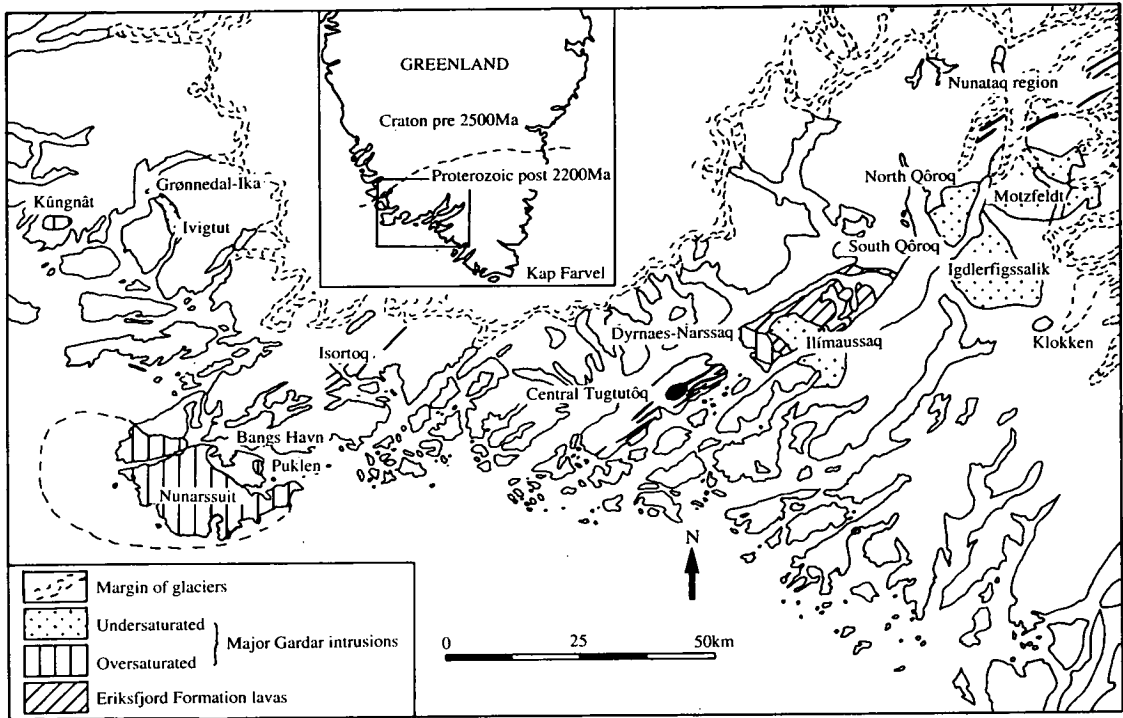 GREENLAND
Craton pre 2500Ma
Proterozoic post 2200Ma
Kap Farvel
Nunataq region
Grønnedal-Ika
Kûngnât
Ivigtut
North Qôroq
Motzfeldt
South Qôroq
Igdlerfigssalik
Klokken
Dyrnaes-Narssaq
Ilímaussaq
Isortoq
Central Tugtutôq
Bangs Havn
Puklen
Nunarssuit
N
0 25 50km
Margin of glaciers
Undersaturated
Major Gardar intrusions
Oversaturated
Eriksfjord Formation lavas